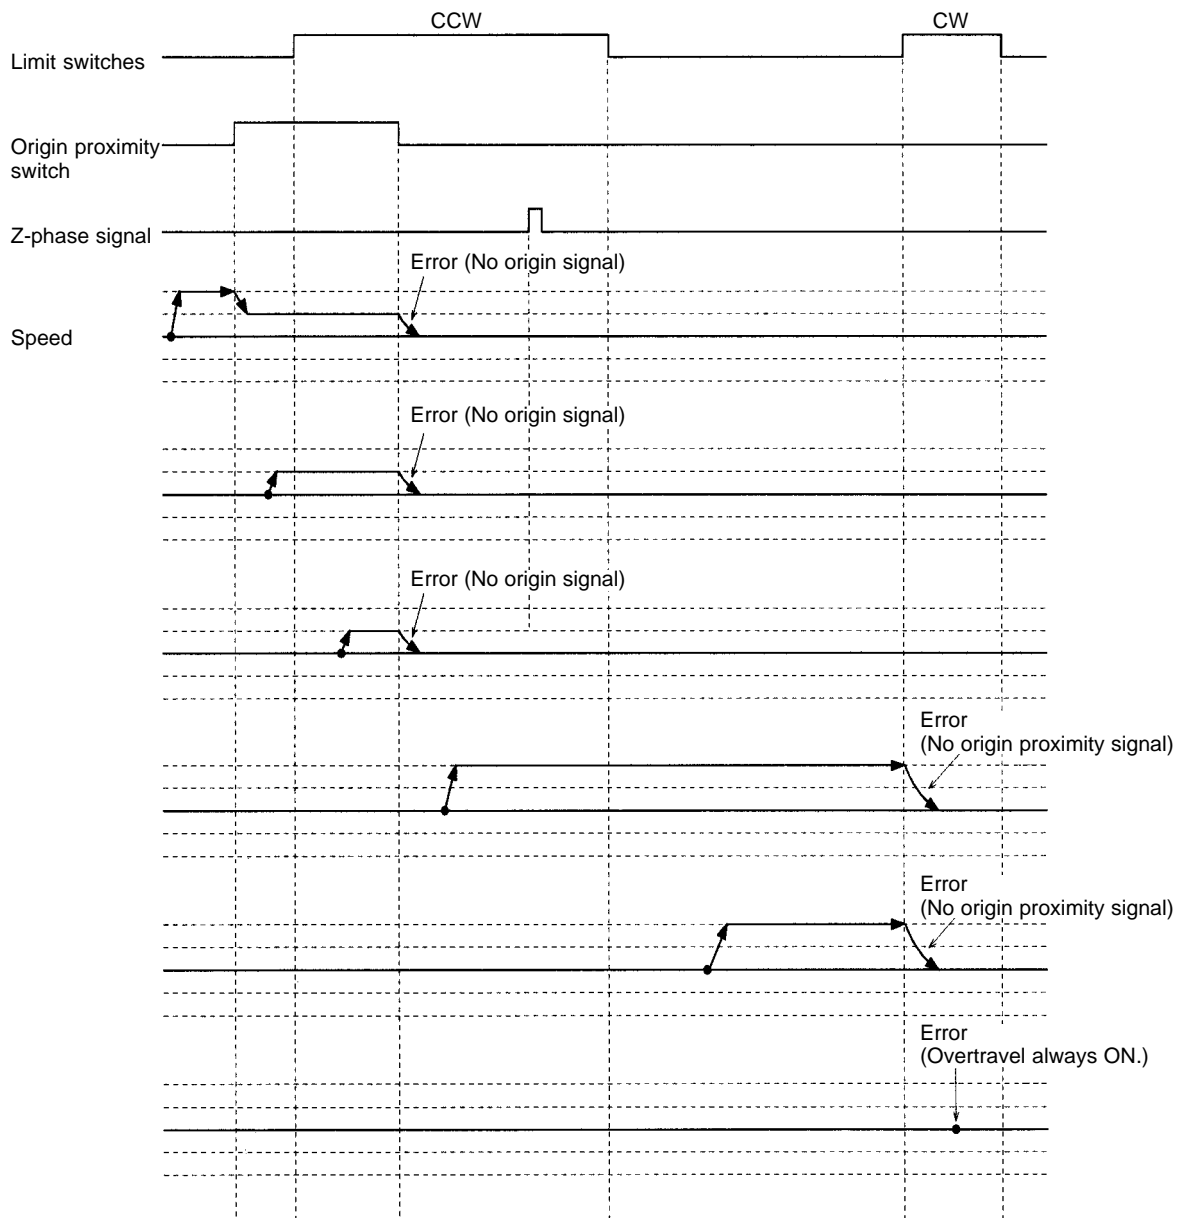 CCW
CW
Limit switches
Origin proximity
switch
Z-phase signal
Error (No origin signal)
Speed
Error (No origin signal)
Error (No origin signal)
Error
(No origin proximity signal)
Error
(No origin proximity signal)
Error
(Overtravel always ON.)